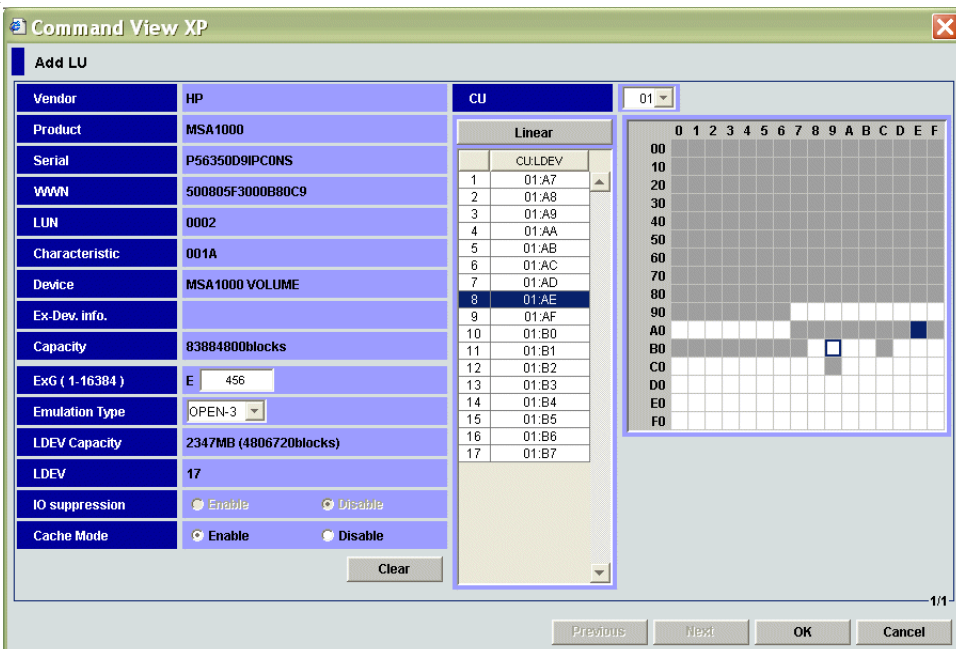 Command View XP
Add LU
Vendor HP
Product MSA1000
Serial P56350D9IPC0NS
WWN 500805F3000B80C9
LUN 0002
Characteristic 001A
Device MSA1000 VOLUME
Ex-Dev. info.
Capacity 83884800blocks
ExG ( 1-16384 ) E 456
Emulation Type OPEN-3
LDEV Capacity 2347MB (4806720blocks)
LDEV 17
IO suppression Enable Disable
Cache Mode Enable Disable
Clear
CU 01
Linear
CU:LDEV
1 01:A7
2 01:A8
3 01:A9
4 01:AA
5 01:AB
6 01:AC
7 01:AD
8 01:AE
9 01:AF
10 01:B0
11 01:B1
12 01:B2
13 01:B3
14 01:B4
15 01:B5
16 01:B6
17 01:B7
0 1 2 3 4 5 6 7 8 9 A B C D E F
00
10
20
30
40
50
60
70
80
90
A0
B0
C0
D0
E0
F0
1/1
Previous Next OK Cancel